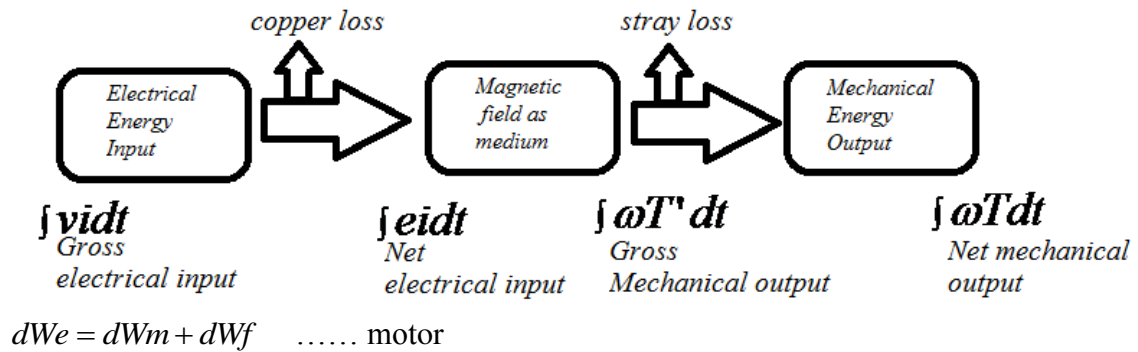 copper loss
stray loss
Electrical
Energy
Input
Magnetic
field as
medium
Mechanical
Energy
Output
∫vidt
Gross
electrical input
∫eidt
Net
electrical input
∫ωT'dt
Gross
Mechanical output
∫ωTdt
Net mechanical
output
dWe = dWm + dWf …… motor